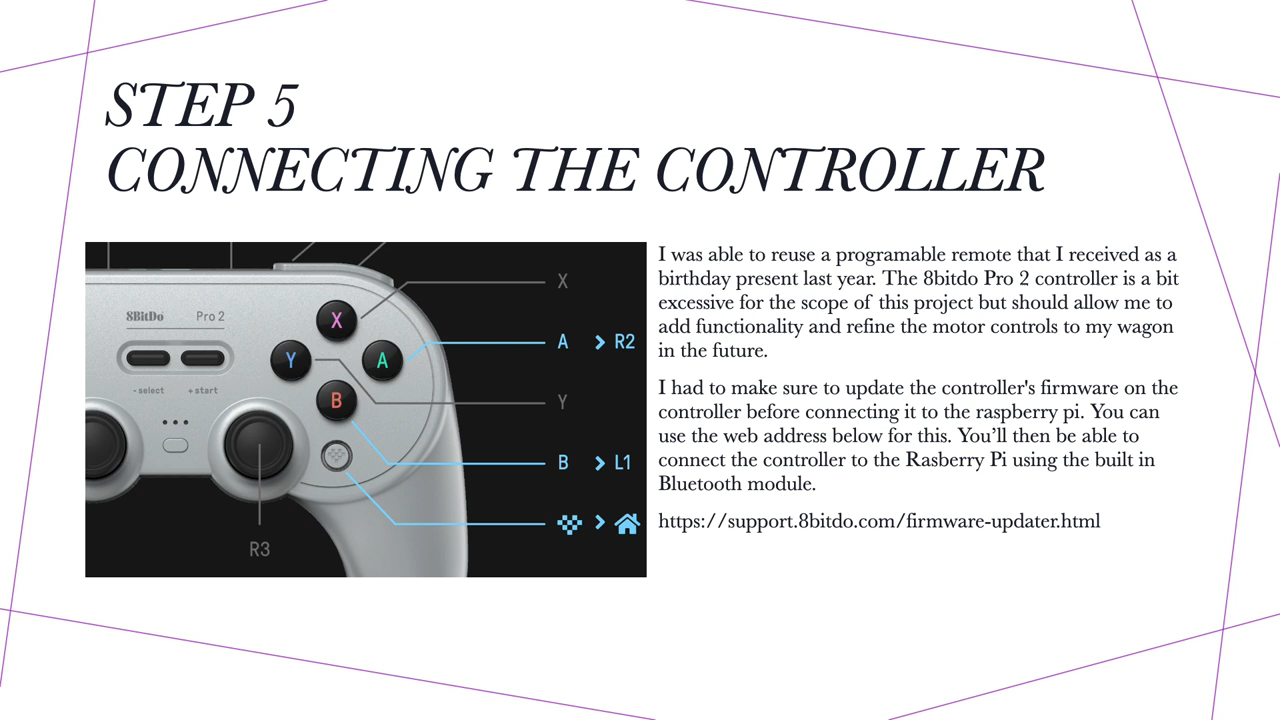 STEP 5
CONNECTING THE CONTROLLER
8BitDo Pro 2
-select +start
X
Y A
B
R3
X
A > R2
Y
B > L1
>
I was able to reuse a programable remote that I received as a
birthday present last year. The 8bitdo Pro 2 controller is a bit
excessive for the scope of this project but should allow me to
add functionality and refine the motor controls to my wagon
in the future.
I had to make sure to update the controller's firmware on the
controller before connecting it to the raspberry pi. You can
use the web address below for this. You’ll then be able to
connect the controller to the Rasberry Pi using the built in
Bluetooth module.
https://support.8bitdo.com/firmware-updater.html